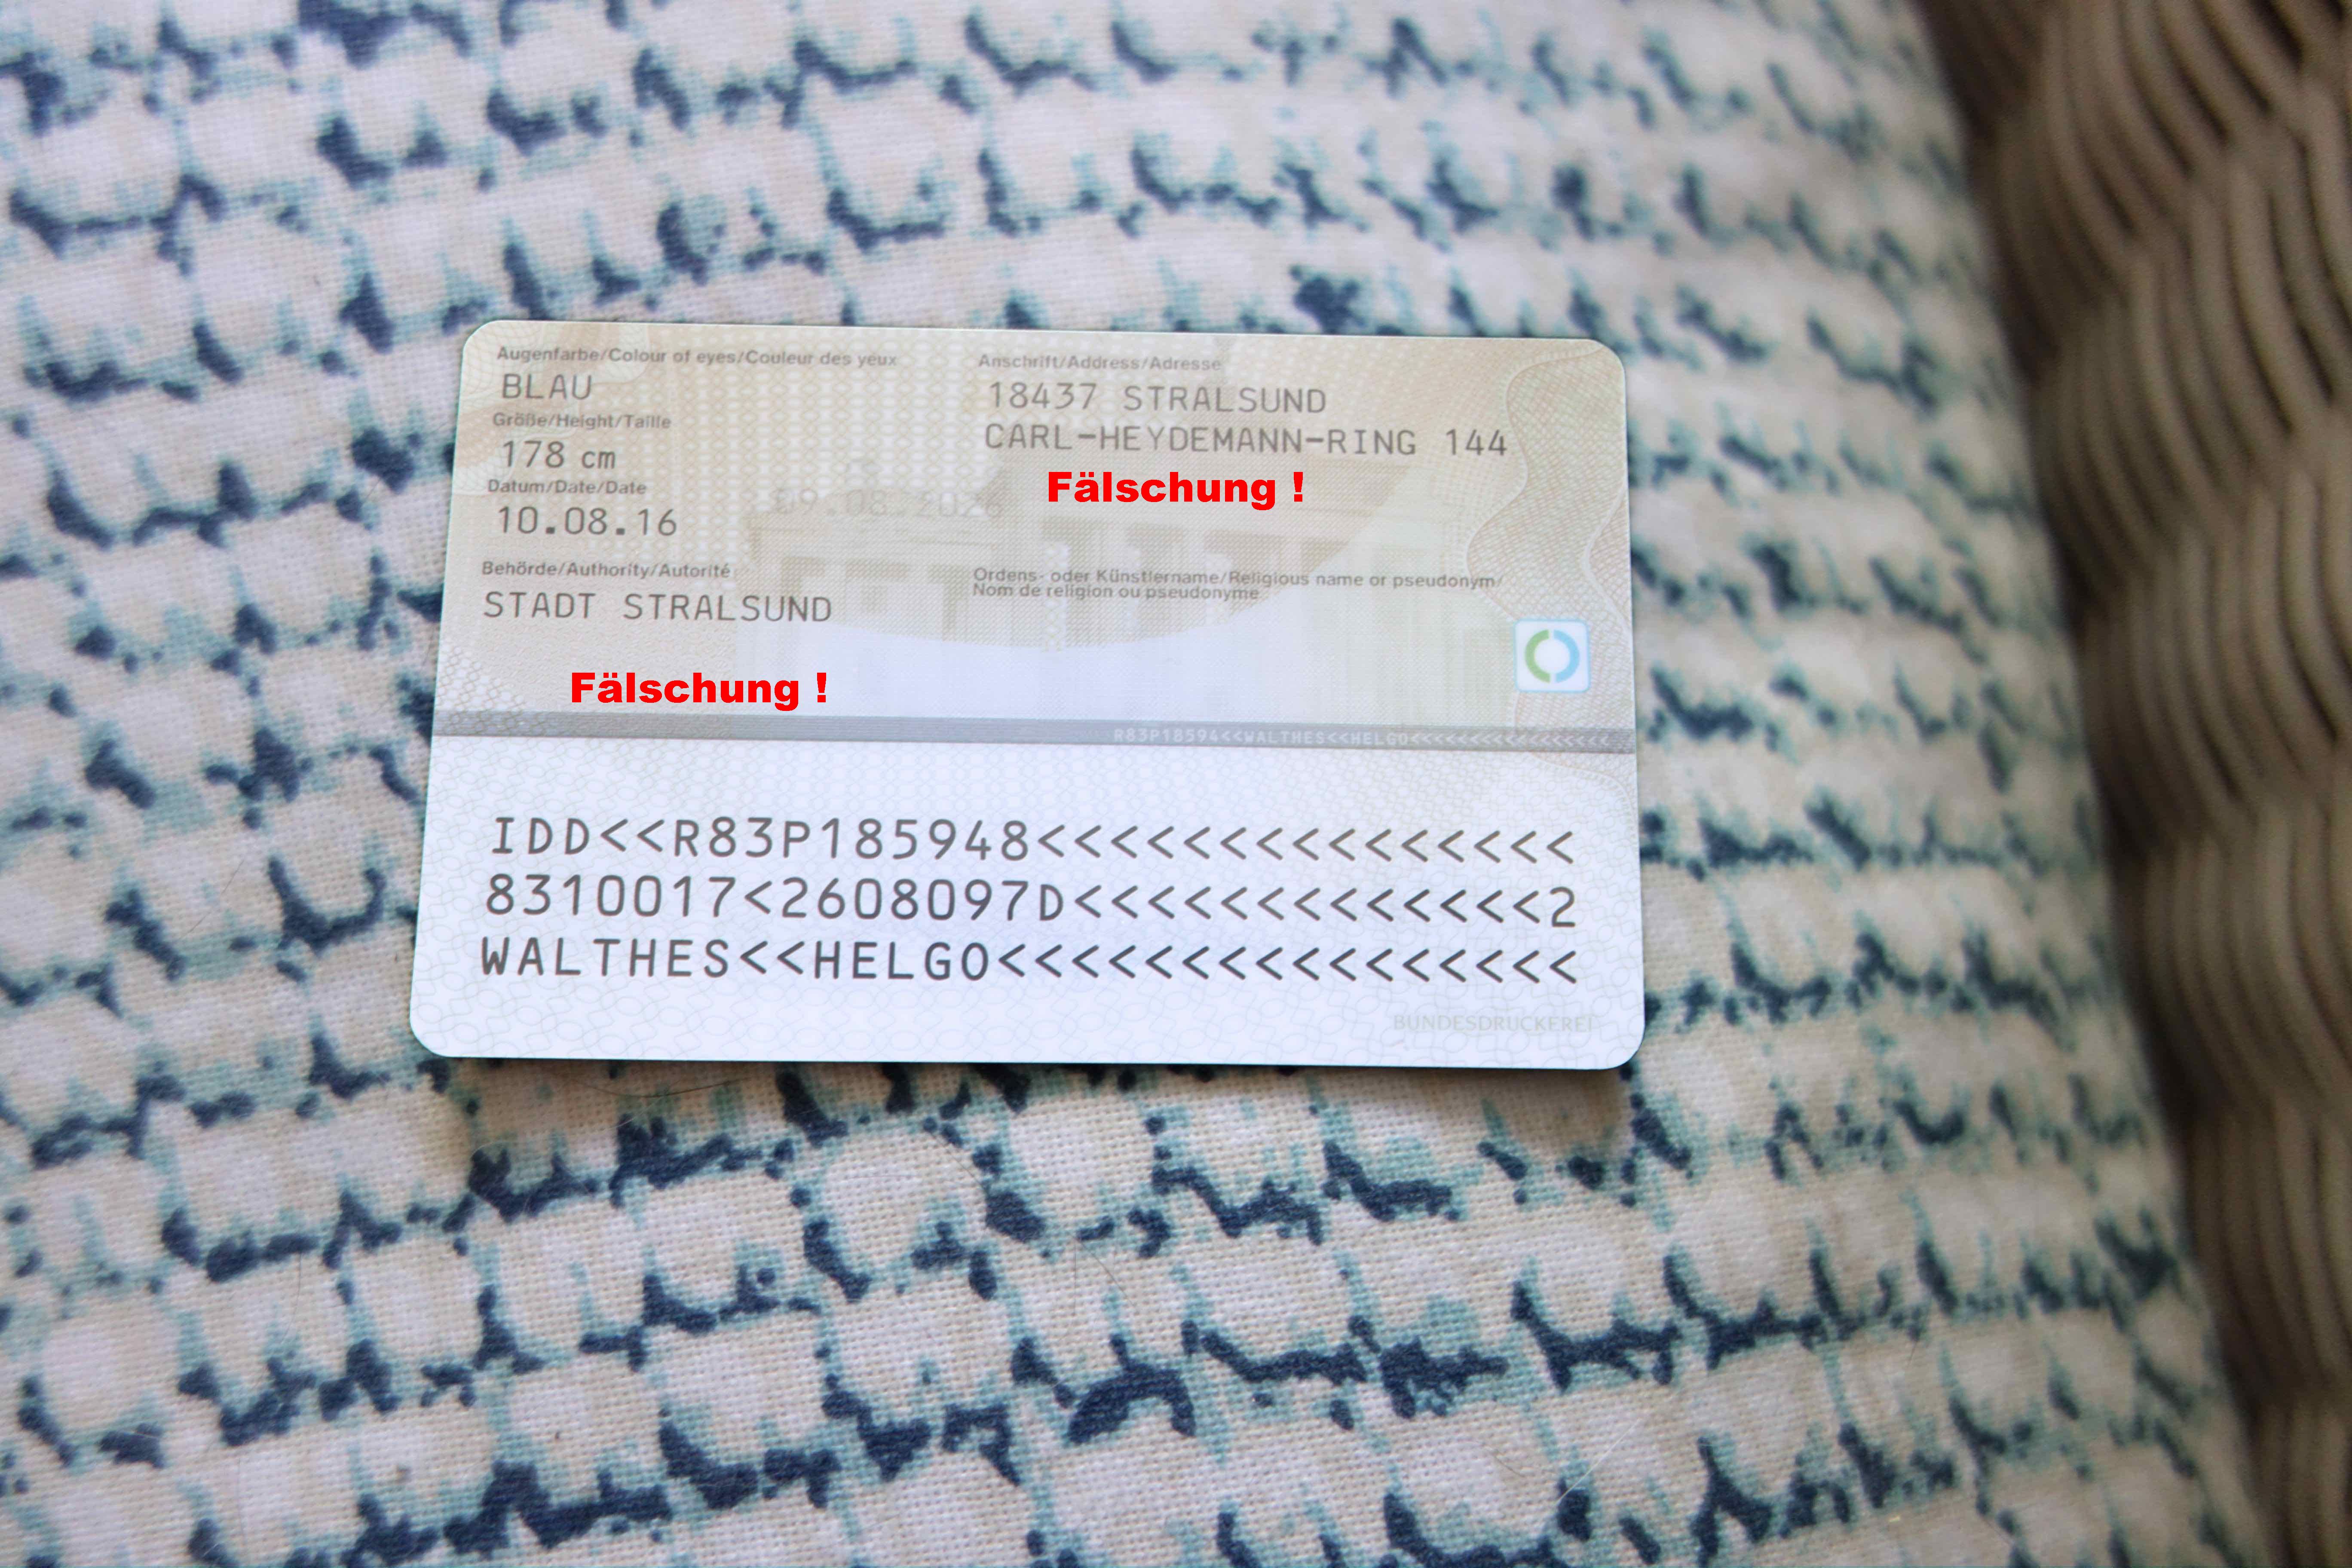 Augenfarbe/Colour of eyes/Couleur des yeux
BLAU
Größe/Height/Taille
178 cm
Datum/Date/Date
10.08.16
09.08.2026
Behörde/Authority/Autorité
STADT STRALSUND
Fälschung !
Anschrift/Address/Adresse
18437 STRALSUND
CARL-HEYDEMANN-RING 144
Fälschung !
Ordens- oder Künstlername/Religious name or pseudonym/
Nom de religion ou pseudonyme
R83P18594<<WALTHES<<HELGO<<<<<<<<<<<<<<<<<<
IDD<<R83P185948<<<<<<<<<<<<<<<
8310017<2608097D<<<<<<<<<<<<<2
WALTHES<<HELGO<<<<<<<<<<<<<<<<
BUNDESDRUCKEREI